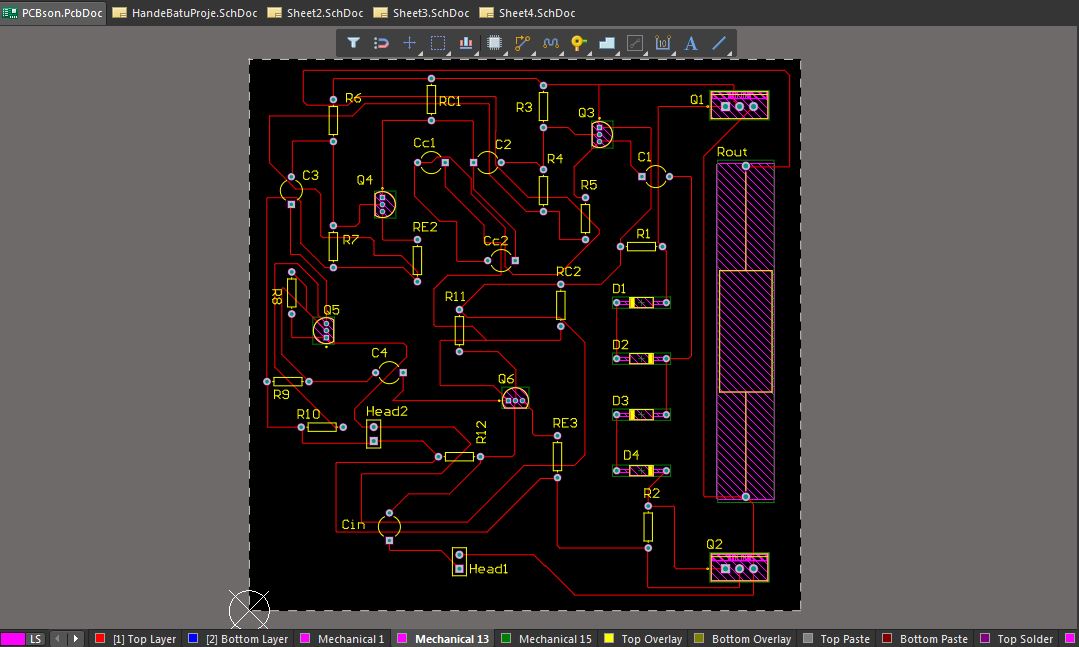 PCBson.PcbDoc HandeBatuProje.SchDoc Sheet2.SchDoc Sheet3.SchDoc Sheet4.SchDoc
10 A
R6 RC1 R3 Q3 Q1
Cc1 C2 C1 Rout
C3 Q4 R4 R5
R7 RE2 Cc2 R1
R8 Q5 R11 RC2 D1
C4 D2
R9 Q6 D3
R10 Head2 R12 RE3
D4
Cin R2
Head1 Q2
LS [1] Top Layer [2] Bottom Layer Mechanical 1 Mechanical 13 Mechanical 15 Top Overlay Bottom Overlay Top Paste Bottom Paste Top Solder